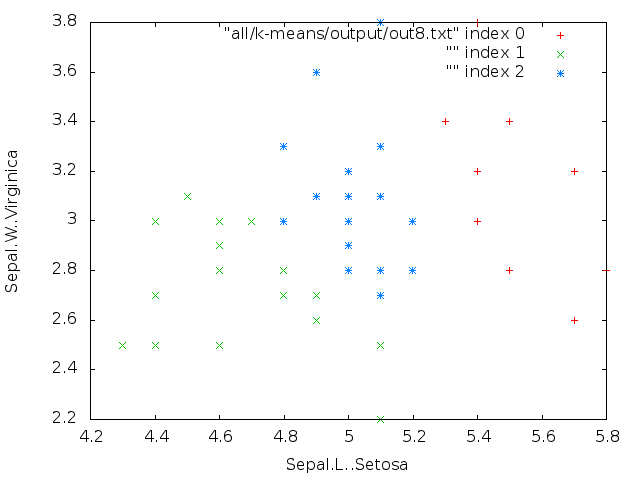 3.8
"all/k-means/output/out8.txt" index 0
"" index 1
"" index 2
3.6
3.4
3.2
3
2.8
2.6
2.4
2.2
Sepal.W..Virginica
4.2 4.4 4.6 4.8 5 5.2 5.4 5.6 5.8
Sepal.L..Setosa